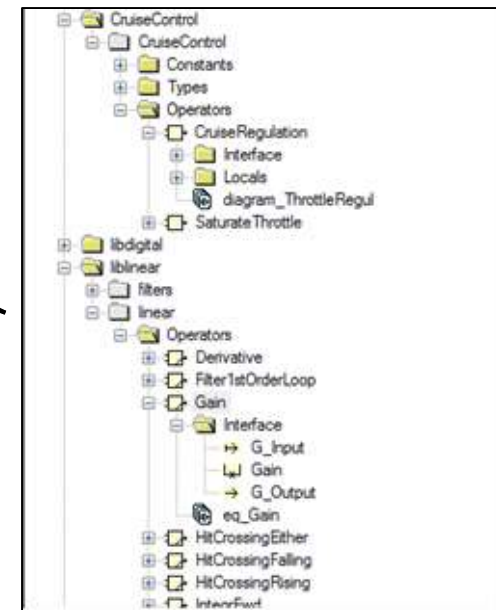 CruiseControl
CruiseControl
Constants
Types
Operators
CruiseRegulation
Interface
Locals
diagram_ThrottleRegul
SaturateThrottle
libdigital
liblinear
filters
linear
Operators
Derivative
Filter1stOrderLoop
Gain
Interface
G_Input
Gain
G_Output
eq_Gain
HitCrossingEither
HitCrossingFalling
HitCrossingRising
IntegrFwd